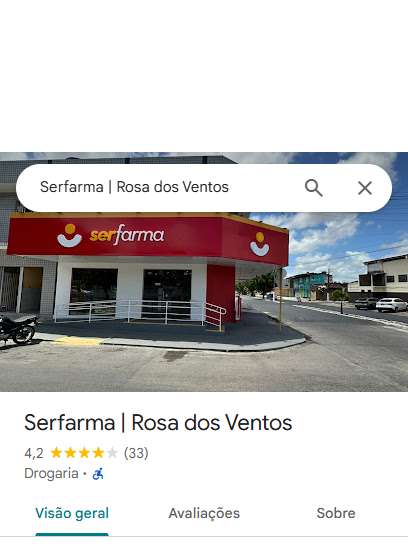 Serfarma | Rosa dos Ventos
serfarma
Serfarma | Rosa dos Ventos
4,2 (33)
Drogaria ·
Visão geral Avaliações Sobre